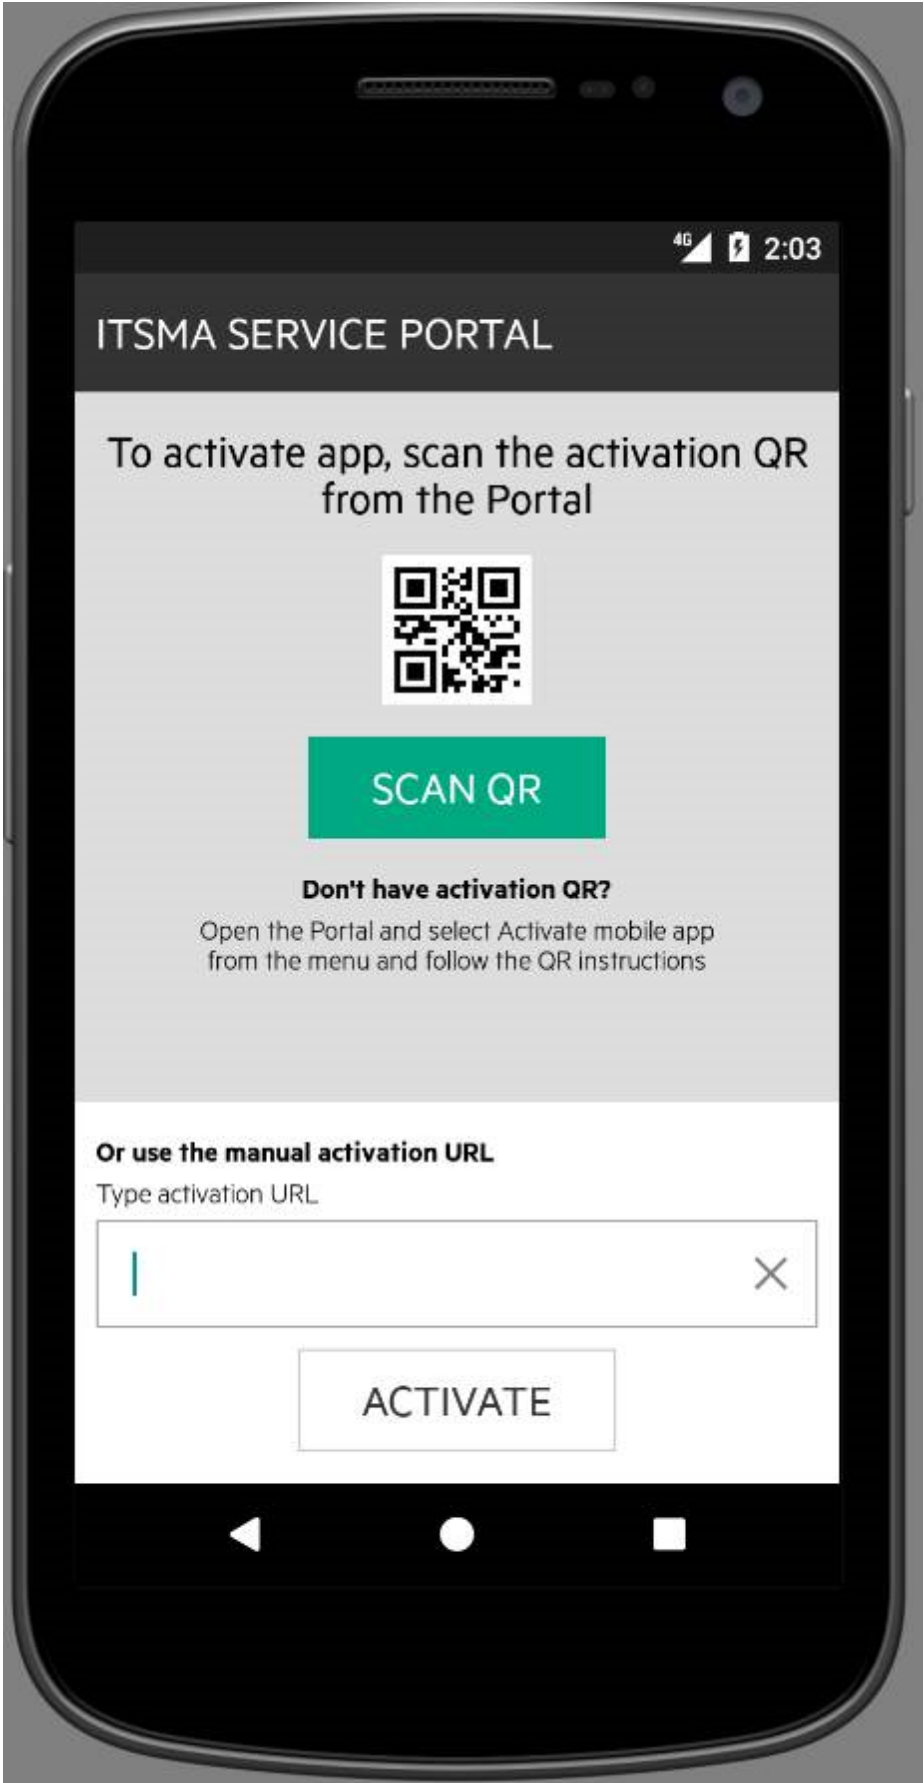 4G 2:03
ITSMA SERVICE PORTAL
To activate app, scan the activation QR
from the Portal
SCAN QR
Don't have activation QR?
Open the Portal and select Activate mobile app
from the menu and follow the QR instructions
Or use the manual activation URL
Type activation URL
ACTIVATE